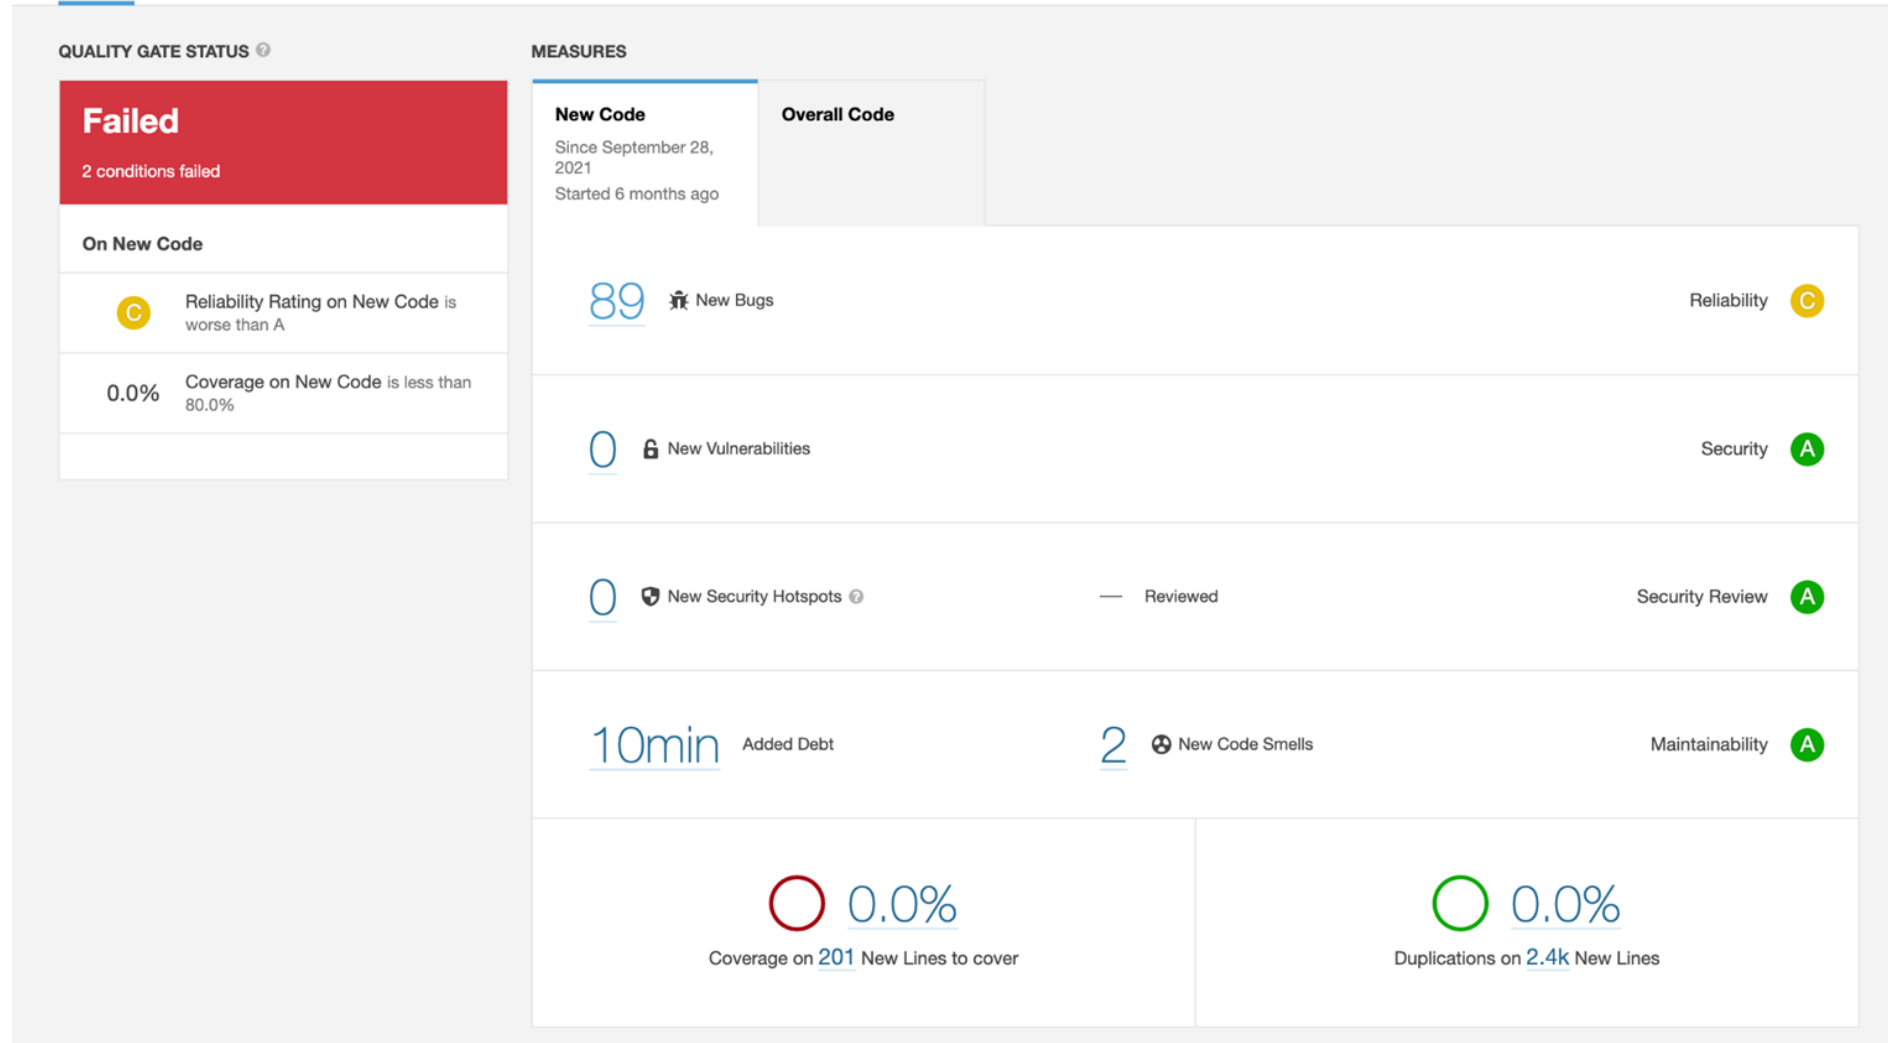 QUALITY GATE STATUS ?
Failed
2 conditions failed
On New Code
C
Reliability Rating on New Code is
worse than A
0.0%
Coverage on New Code is less than
80.0%
MEASURES
New Code
Since September 28,
2021
Started 6 months ago
Overall Code
89 New Bugs
Reliability C
0 New Vulnerabilities
Security A
0 New Security Hotspots ?
— Reviewed
Security Review A
10min Added Debt
2 New Code Smells
Maintainability A
0.0%
Coverage on 201 New Lines to cover
0.0%
Duplications on 2.4k New Lines